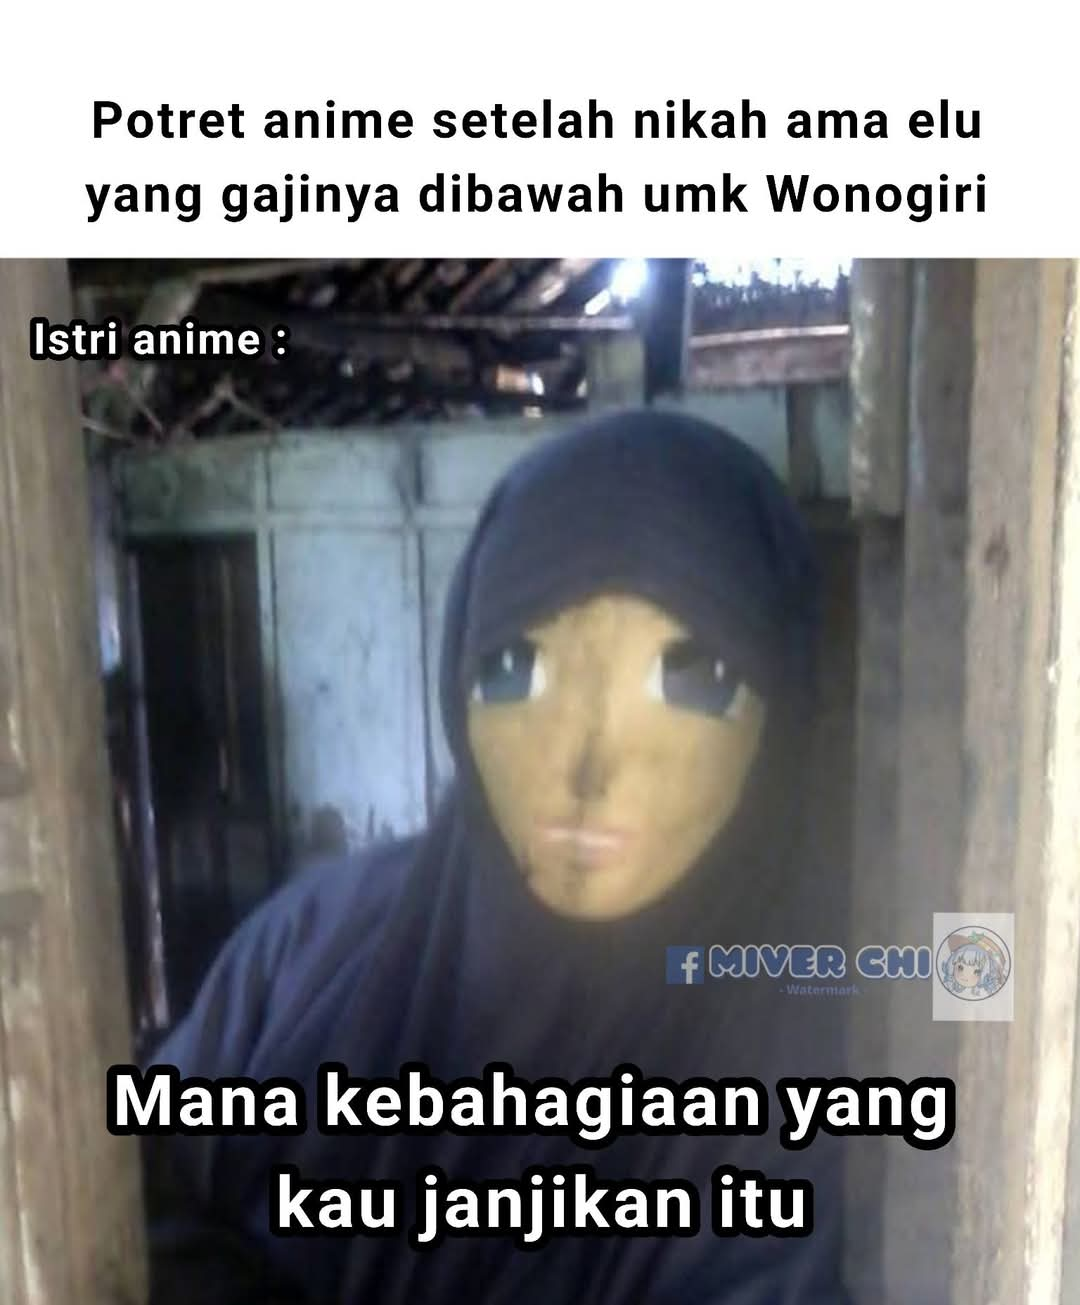 Potret anime setelah nikah ama elu
yang gajinya dibawah umk Wonogiri
Istri anime :
f MIVER CHI
- Watermark -
Mana kebahagiaan yang
kau janjikan itu